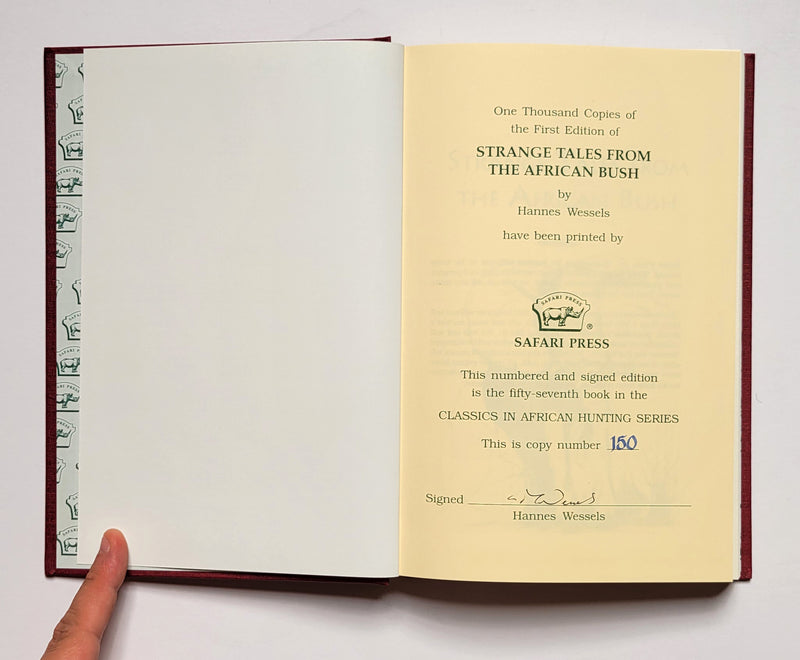 One Thousand Copies of
the First Edition of
STRANGE TALES FROM
THE AFRICAN BUSH
by
Hannes Wessels
have been printed by
SAFARI PRESS
®
SAFARI PRESS
This numbered and signed edition
is the fifty-seventh book in the
CLASSICS IN AFRICAN HUNTING SERIES
This is copy number 150
Signed
Hannes Wessels